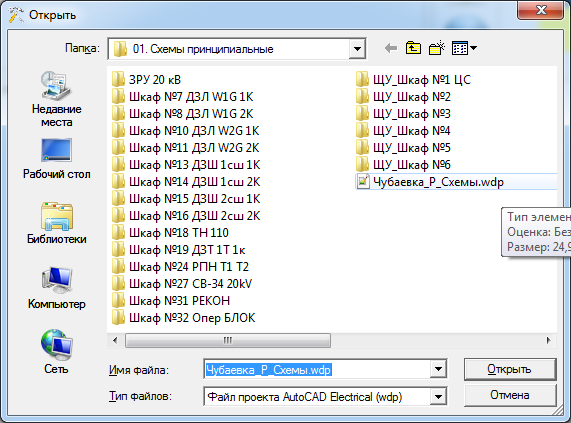 Открыть
Папка:
01. Схемы принципиальные
Недавние места
Рабочий стол
Библиотеки
Компьютер
Сеть
ЗРУ 20 кВ
Шкаф №7 ДЗЛ W1G 1К
Шкаф №8 ДЗЛ W1G 2К
Шкаф №10 ДЗЛ W2G 1К
Шкаф №11 ДЗЛ W2G 2К
Шкаф №13 ДЗШ 1сш 1К
Шкаф №14 ДЗШ 1сш 2К
Шкаф №15 ДЗШ 2сш 1К
Шкаф №16 ДЗШ 2сш 2К
Шкаф №18 ТН 110
Шкаф №19 ДЗТ 1Т 1к
Шкаф №24 РПН Т1 Т2
Шкаф №27 СВ-34 20kV
Шкаф №31 РЕКОН
Шкаф №32 Опер БЛОК
ЩУ_Шкаф №1 ЦС
ЩУ_Шкаф №2
ЩУ_Шкаф №3
ЩУ_Шкаф №4
ЩУ_Шкаф №5
ЩУ_Шкаф №6
Чубаевка_Р_Схемы.wdp
Тип элемен
Оценка: Без
Размер: 24,9
Имя файла:
Чубаевка_Р_Схемы.wdp
Открыть
Тип файлов:
Файл проекта AutoCAD Electrical (wdp)
Отмена